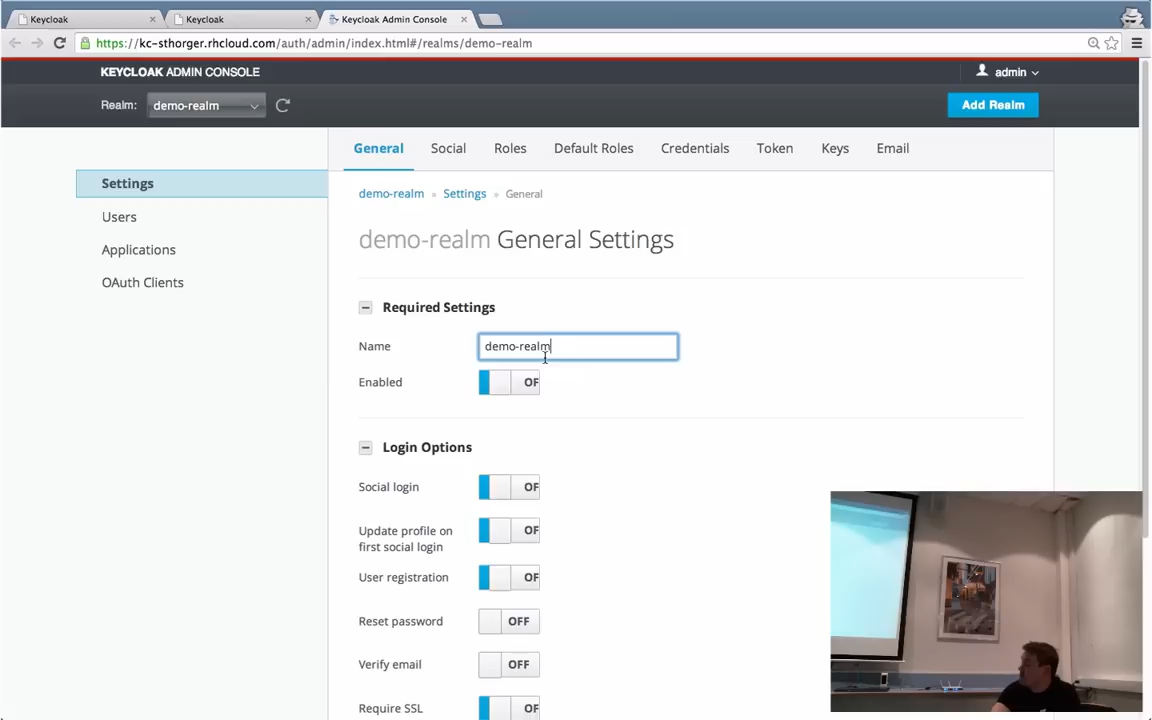 Keycloak
Keycloak
Keycloak Admin Console
https://kc-sthorger.rhcloud.com/auth/admin/index.html#/realms/demo-realm
KEYCLOAK ADMIN CONSOLE
admin
Realm: demo-realm
Add Realm
General Social Roles Default Roles Credentials Token Keys Email
Settings
Users
Applications
OAuth Clients
demo-realm » Settings » General
demo-realm General Settings
Required Settings
Name demo-realm
Enabled OF
Login Options
Social login OF
Update profile on OF
first social login
User registration OF
Reset password OFF
Verify email OFF
Require SSL OF